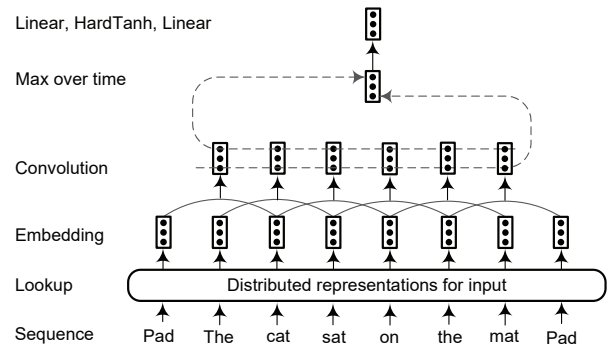 Linear, HardTanh, Linear
Max over time
Convolution
Embedding
Lookup Distributed representations for input
Sequence Pad The cat sat on the mat Pad